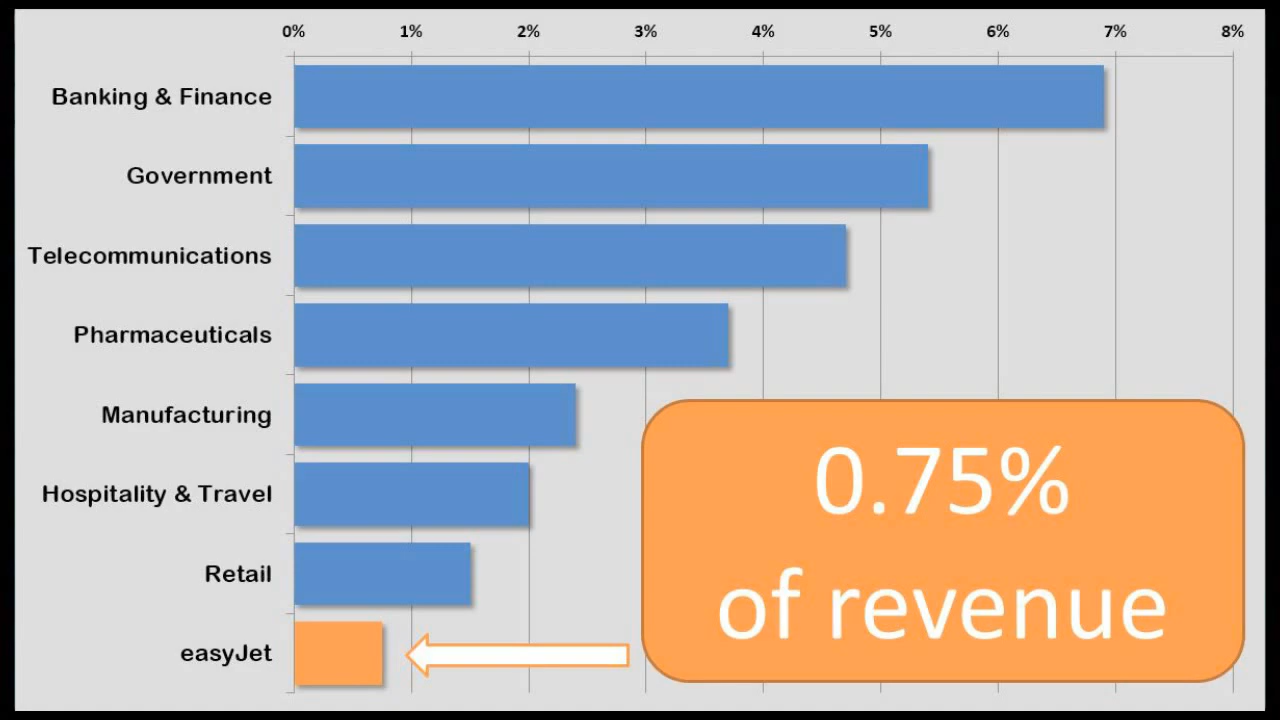 0% 1% 2% 3% 4% 5% 6% 7% 8%
Banking & Finance
Government
Telecommunications
Pharmaceuticals
Manufacturing
Hospitality & Travel
Retail
easyJet
0.75%
of revenue